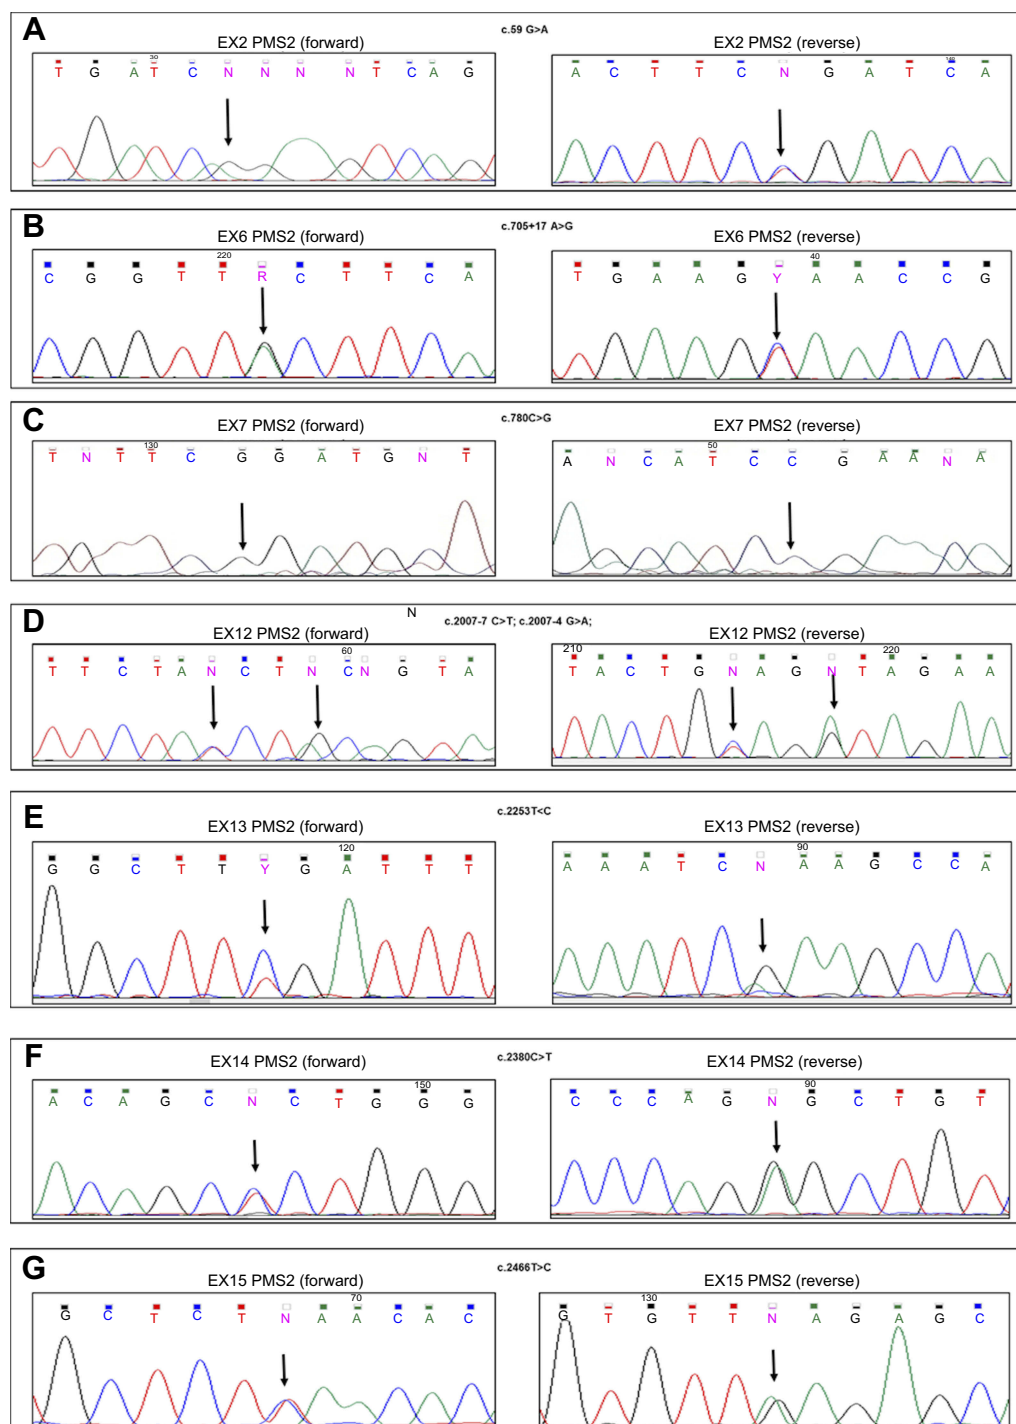 A
c.59 G>A
EX2 PMS2 (forward)
EX2 PMS2 (reverse)
30
T G A T C N N N N T C A G
140
A C T T C N G A T C A
B
c.705+17 A>G
EX6 PMS2 (forward)
EX6 PMS2 (reverse)
220
C G G T T R C T T C A
40
T G A A G Y A A C C G
C
c.780C>G
EX7 PMS2 (forward)
EX7 PMS2 (reverse)
130
T N T T C G G A T G N T
50
A N C A T C C G A A N A
D
N
c.2007-7 C>T; c.2007-4 G>A;
EX12 PMS2 (forward)
EX12 PMS2 (reverse)
60
T T C T A N C T N C N G T A
210 220
T A C T G N A G N T A G A A
E
c.2253T<C
EX13 PMS2 (forward)
EX13 PMS2 (reverse)
120
G G C T T Y G A T T T
90
A A A T C N A A G C C A
F
c.2380C>T
EX14 PMS2 (forward)
EX14 PMS2 (reverse)
150
A C A G C N C T G G G
90
C C C A G N G C T G T
G
c.2466T>C
EX15 PMS2 (forward)
EX15 PMS2 (reverse)
70
G C T C T N A A C A C
130
G T G T T N A G A G C